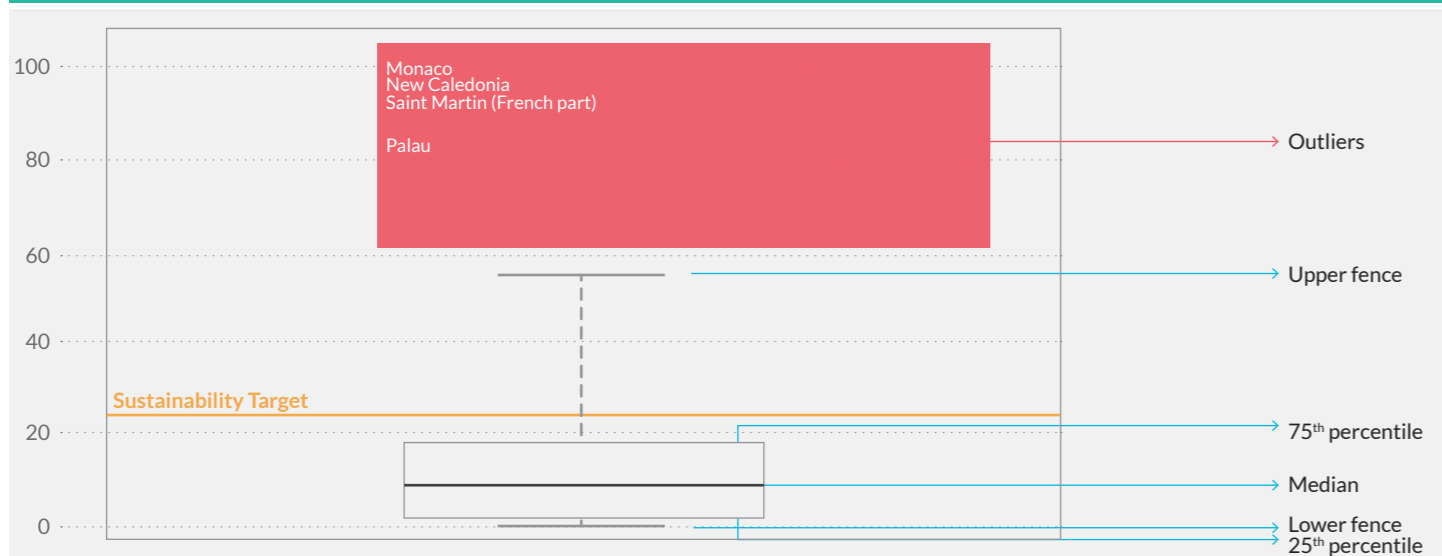 100
80
60
40
20
0
Monaco
New Caledonia
Saint Martin (French part)
Palau
Sustainability Target
Outliers
Upper fence
75th percentile
Median
Lower fence
25th percentile